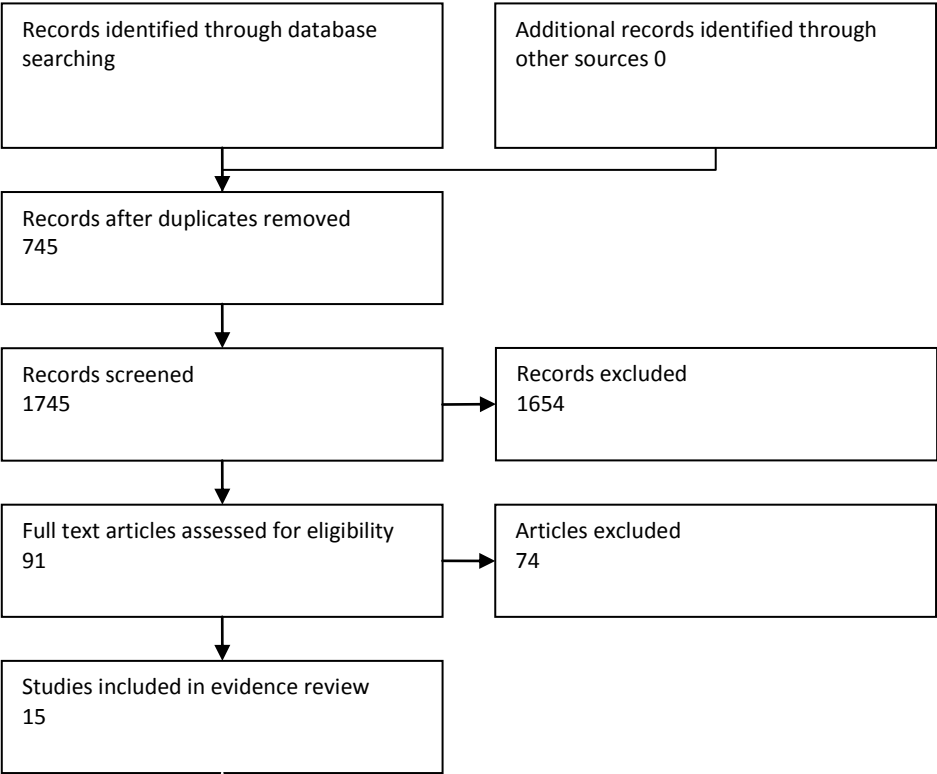 Records identified through database
searching
Additional records identified through
other sources 0
Records after duplicates removed
745
Records screened
1745
Records excluded
1654
Full text articles assessed for eligibility
91
Articles excluded
74
Studies included in evidence review
15